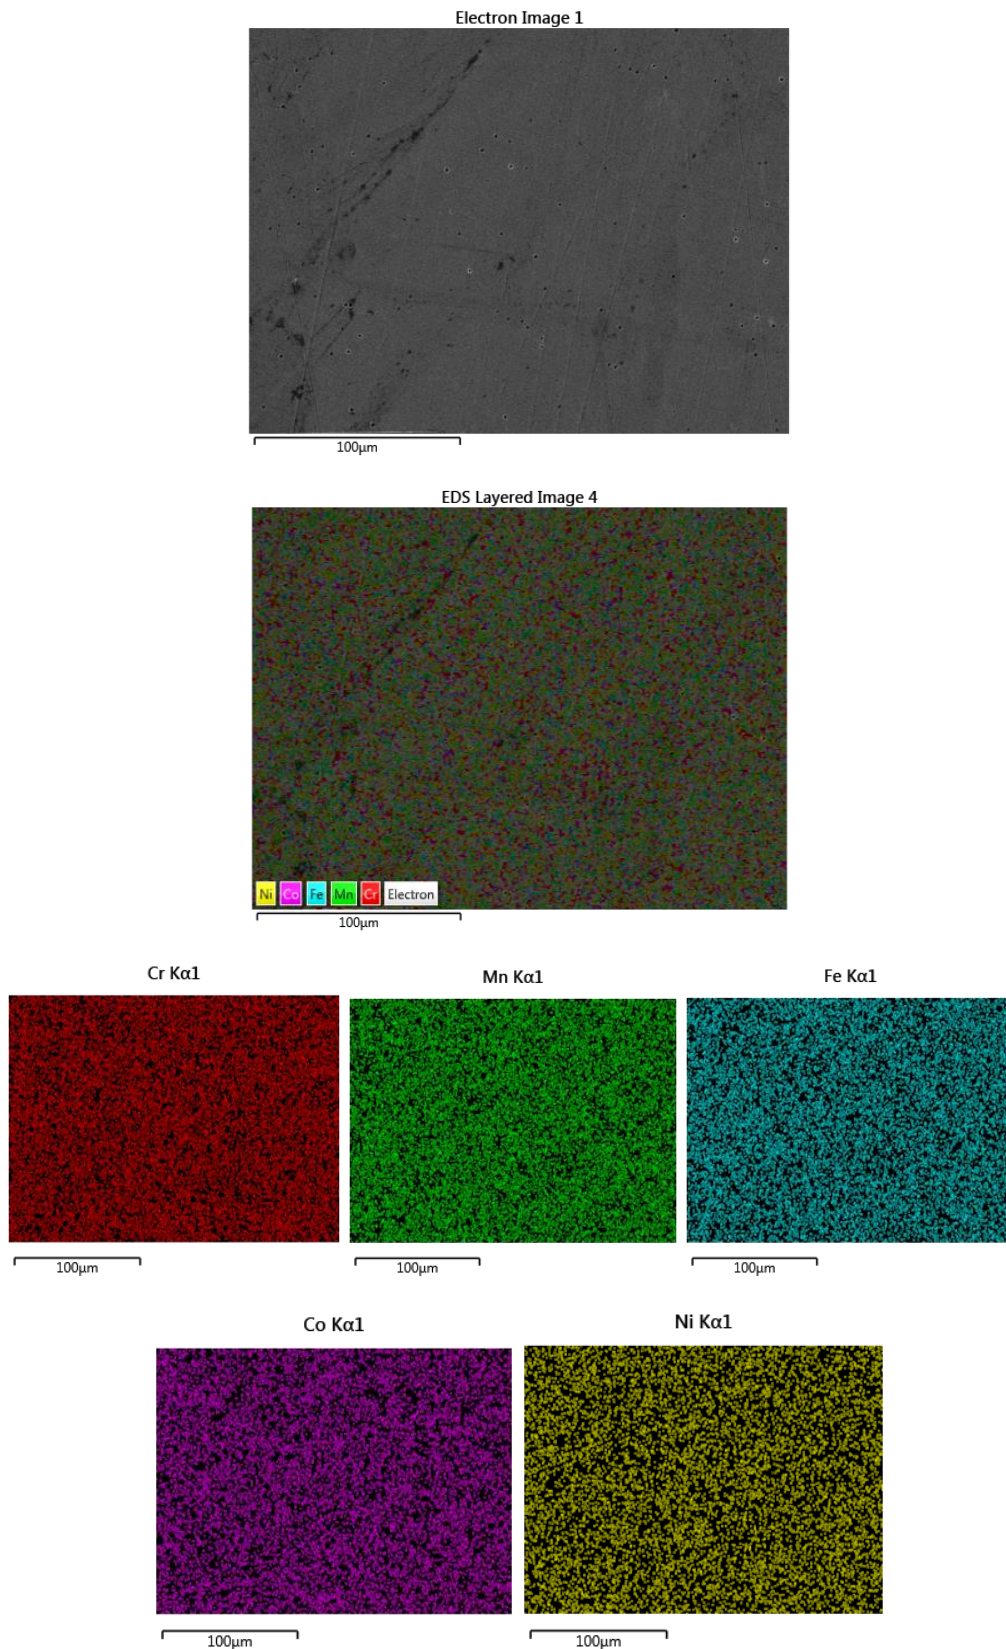 Electron Image 1
100μm
EDS Layered Image 4
Ni Co Fe Mn Cr Electron
100μm
Cr Kα1
Mn Kα1
Fe Kα1
100μm
100μm
100μm
Co Kα1
Ni Kα1
100μm
100μm